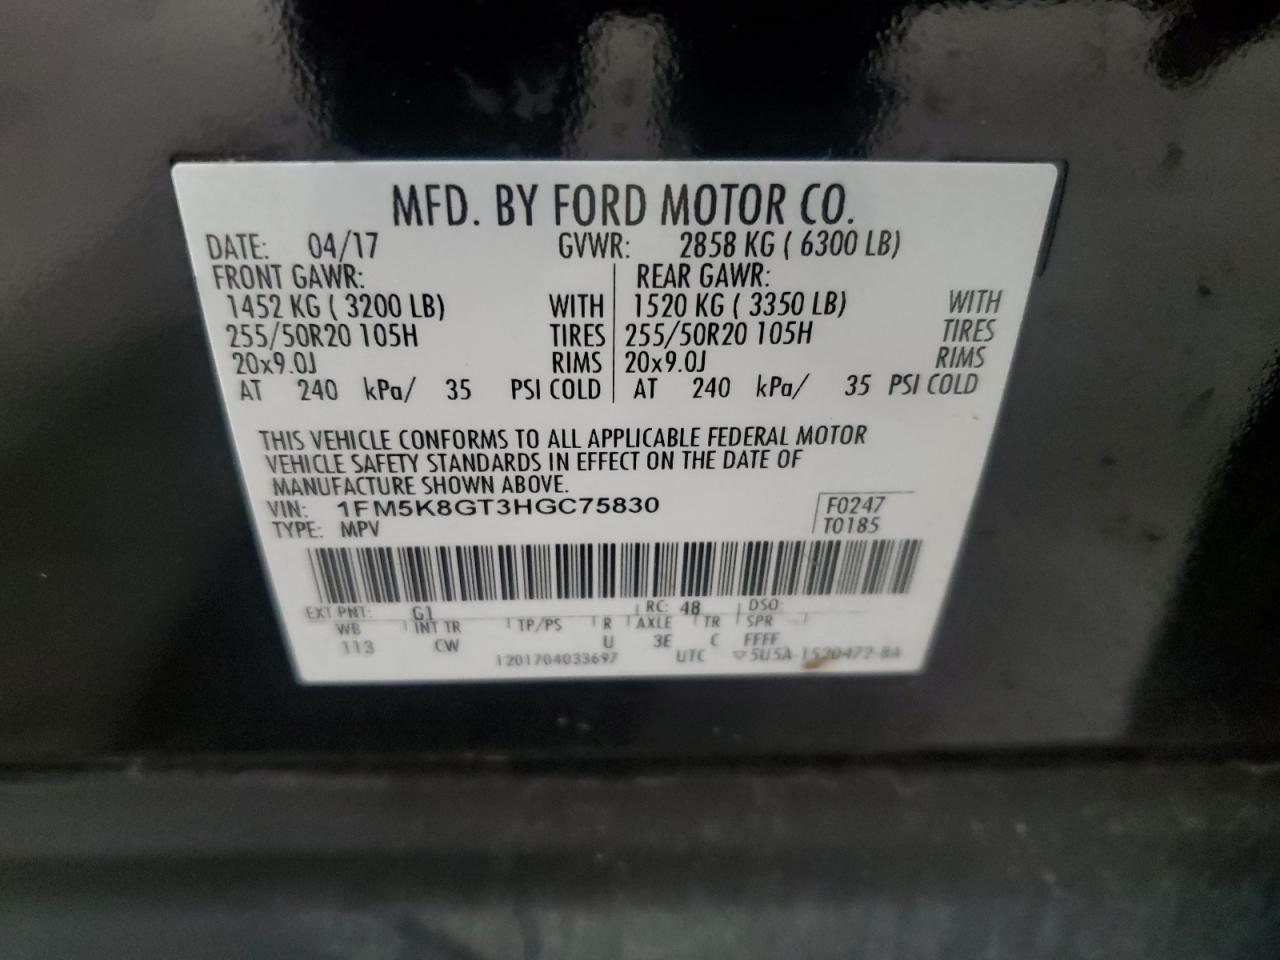 MFD. BY FORD MOTOR CO.
DATE: 04/17 GVWR: 2858 KG ( 6300 LB)
FRONT GAWR: REAR GAWR:
1452 KG ( 3200 LB) WITH 1520 KG ( 3350 LB) WITH
255/50R20 105H TIRES 255/50R20 105H TIRES
20x9.0J RIMS 20x9.0J RIMS
AT 240 kPa/ 35 PSI COLD AT 240 kPa/ 35 PSI COLD
THIS VEHICLE CONFORMS TO ALL APPLICABLE FEDERAL MOTOR
VEHICLE SAFETY STANDARDS IN EFFECT ON THE DATE OF
MANUFACTURE SHOWN ABOVE.
VIN: 1FM5K8GT3HGC75830 F0247
TYPE: MPV T0185
EXT PNT: G1 RC: 48 DSO:
WB INT TR TP/PS R AXLE TR SPR
113 CW U 3E C FFFF
1201704033697 UTC ▽5U5A-1520472-BA